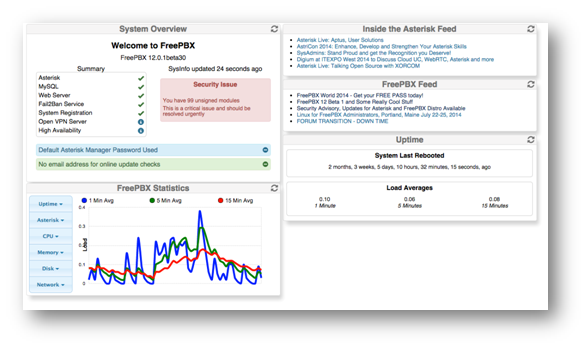 System Overview
Welcome to FreePBX
FreePBX 12.0.1beta30
Summary
SysInfo updated 24 seconds ago
Asterisk
MySQL
Web Server
Fail2Ban Service
System Registration
Open VPN Server
High Availability
Security Issue
You have 99 unsigned modules
This is a critical issue and should be
resolved urgently
Default Asterisk Manager Password Used
No email address for online update checks
FreePBX Statistics
Uptime
Asterisk
CPU
Memory
Disk
Network
1 Min Avg
5 Min Avg
15 Min Avg
Load
0.4
0.3
0.2
0.1
0
Inside the Asterisk Feed
Asterisk Live: Aptus, User Solutions
AstriCon 2014: Enhance, Develop and Strengthen Your Asterisk Skills
SysAdmins: Stand Proud and get the Recognition you Deserve!
Digium at ITEXPO West 2014 to Discuss Cloud UC, WebRTC, Asterisk and more
Asterisk Live: Talking Open Source with XORCOM
FreePBX Feed
FreePBX World 2014 - Get your FREE PASS today!
FreePBX 12 Beta 1 and Some Really Cool Stuff
Security Advisory, Updates for Asterisk and FreePBX Distro Available
Linux for FreePBX Administrators, Portland, Maine July 22-25, 2014
FORUM TRANSITION - DOWN TIME
Uptime
System Last Rebooted
2 months, 3 weeks, 5 days, 10 hours, 32 minutes, 15 seconds, ago
Load Averages
0.10
1 Minute
0.06
5 Minutes
0.08
15 Minutes